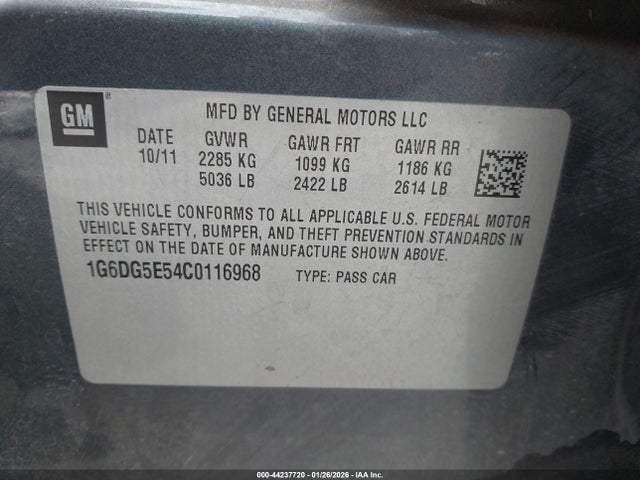 GM ®
MFD BY GENERAL MOTORS LLC
DATE GVWR GAWR FRT GAWR RR
10/11 2285 KG 1099 KG 1186 KG
5036 LB 2422 LB 2614 LB
THIS VEHICLE CONFORMS TO ALL APPLICABLE U.S. FEDERAL MOTOR
VEHICLE SAFETY, BUMPER, AND THEFT PREVENTION STANDARDS IN
EFFECT ON THE DATE OF MANUFACTURE SHOWN ABOVE.
1G6DG5E54C0116968 TYPE: PASS CAR
000-44237720 | 01/26/2026 | IAA Inc.